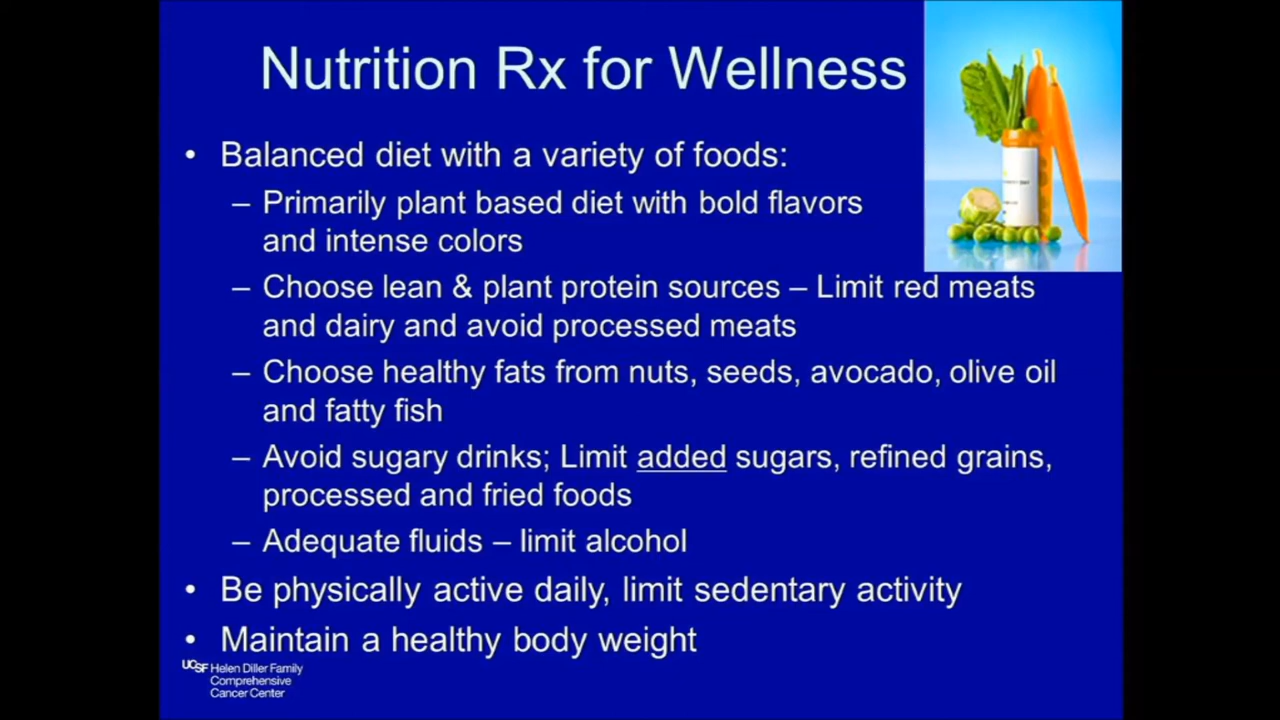 Nutrition Rx for Wellness
• Balanced diet with a variety of foods:
– Primarily plant based diet with bold flavors
and intense colors
– Choose lean & plant protein sources – Limit red meats
and dairy and avoid processed meats
– Choose healthy fats from nuts, seeds, avocado, olive oil
and fatty fish
– Avoid sugary drinks; Limit added sugars, refined grains,
processed and fried foods
– Adequate fluids – limit alcohol
• Be physically active daily, limit sedentary activity
• Maintain a healthy body weight
UCSF Helen Diller Family
Comprehensive
Cancer Center